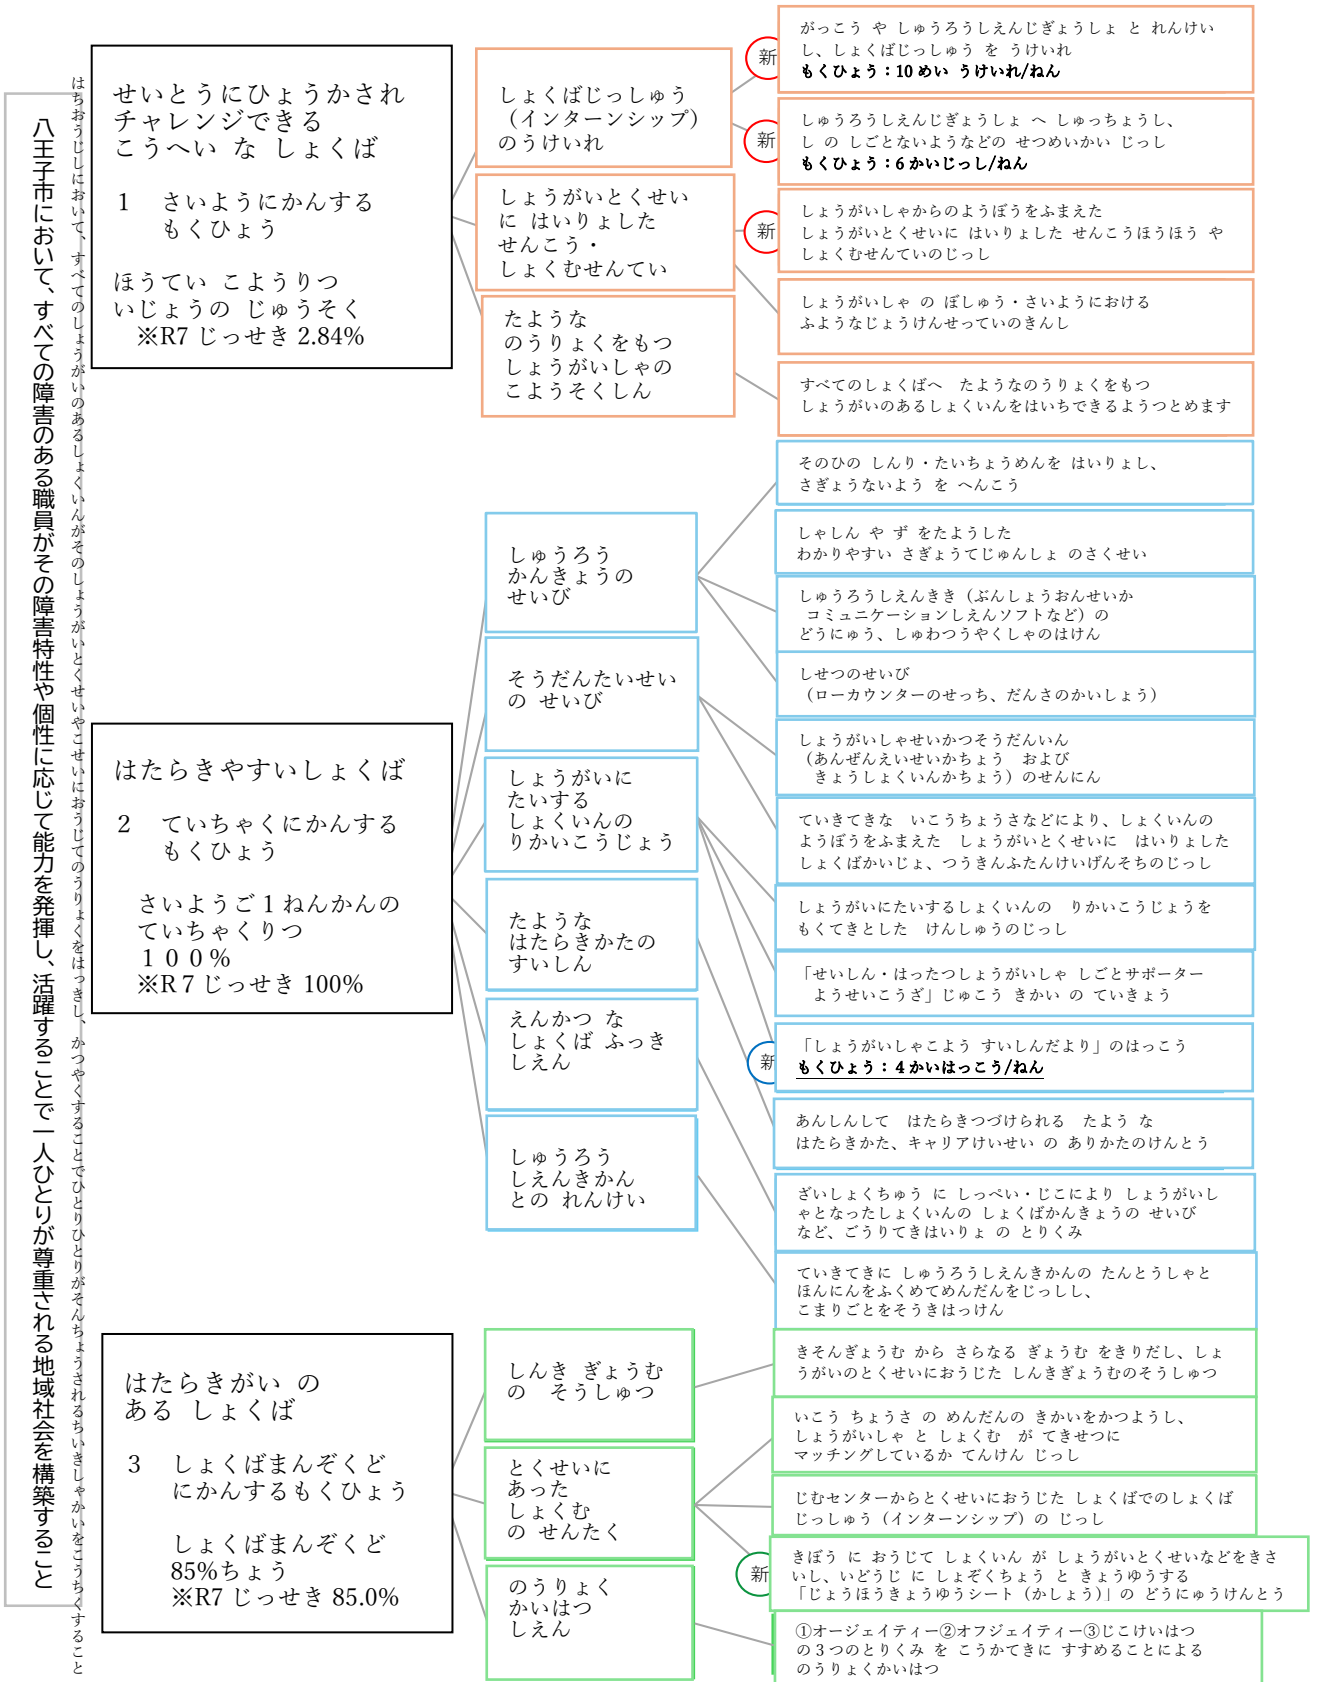 八王子市において、すべての障害のある職員がその障害特性や個性に応じて能力を発揮し、活躍することで一人ひとりが尊重される地域社会を構築すること
はちおうじしにおいて、すべてのしょうがいのあるしょくいんがそのしょうがいとくせいやこせいにおうじてのうりょくをはっきし、かつやくすることでひとりひとりがそんちょうされるちいきしゃかいをこうちくすること
せいとうにひょうかされ
チャレンジできる
こうへい な しょくば
1 さいようにかんする
もくひょう
ほうてい こようりつ
いじょうの じゅうそく
※R7 じっせき 2.84%
しょくばじっしゅう
（インターンシップ）
のうけいれ
しょうがいとくせい
に はいりょした
せんこう・
しょくむせんてい
たような
のうりょくをもつ
しょうがいしゃの
こようそくしん
新
がっこう や しゅうろうしえんじぎょうしょ と れんけい
し、しょくばじっしゅう を うけいれ
もくひょう：10 めい うけいれ/ねん
新
しゅうろうしえんじぎょうしょ へ しゅっちょうし、
し の しごとないようなどの せつめいかい じっし
もくひょう：6 かいじっし/ねん
新
しょうがいしゃからのようぼうをふまえた
しょうがいとくせいに はいりょした せんこうほうほう や
しょくむせんていのじっし
しょうがいしゃ の ぼしゅう・さいようにおける
ふようなじょうけんせっていのきんし
すべてのしょくばへ たようなのうりょくをもつ
しょうがいのあるしょくいんをはいちできるようつとめます
はたらきやすいしょくば
2 ていちゃくにかんする
もくひょう
さいようご１ねんかんの
ていちゃくりつ
１００%
※R７じっせき 100%
しゅうろう
かんきょうの
せいび
そうだんたいせい
の せいび
しょうがいに
たいする
しょくいんの
りかいこうじょう
たような
はたらきかたの
すいしん
えんかつ な
しょくば ふっき
しえん
しゅうろう
しえんきかん
との れんけい
そのひの しんり・たいちょうめんを はいりょし、
さぎょうないよう を へんこう
しゃしん や ず をたようした
わかりやすい さぎょうてじゅんしょ のさくせい
しゅうろうしえんきき（ぶんしょうおんせいか
コミュニケーションしえんソフトなど）の
どうにゅう、しゅわつうやくしゃのはけん
しせつのせいび
（ローカウンターのせっち、だんさのかいしょう）
しょうがいしゃせいかつそうだんいん
（あんぜんえいせいかちょう および
きょうしょくいんかちょう）のせんにん
ていきてきな いこうちょうさなどにより、しょくいんの
ようぼうをふまえた しょうがいとくせいに はいりょした
しょくばかいじょ、つうきんふたんけいげんそちのじっし
しょうがいにたいするしょくいんの りかいこうじょうを
もくてきとした けんしゅうのじっし
「せいしん・はったつしょうがいしゃ しごとサポーター
ようせいこうざ」じゅこう きかい の ていきょう
新
「しょうがいしゃこよう すいしんだより」のはっこう
もくひょう：４かいはっこう/ねん
あんしんして はたらきつづけられる たよう な
はたらきかた、キャリアけいせい の ありかたのけんとう
ざいしょくちゅう に しっぺい・じこにより しょうがいし
ゃとなったしょくいんの しょくばかんきょうの せいび
など、ごうりてきはいりょ の とりくみ
ていきてきに しゅうろうしえんきかんの たんとうしゃと
ほんにんをふくめてめんだんをじっしし、
こまりごとをそうきはっけん
はたらきがい の
ある しょくば
3 しょくばまんぞくど
にかんするもくひょう
しょくばまんぞくど
85%ちょう
※R7 じっせき 85.0%
しんき ぎょうむ
の そうしゅつ
とくせいに
あった
しょくむ
の せんたく
のうりょく
かいはつ
しえん
きそんぎょうむ から さらなる ぎょうむ をきりだし、しょ
うがいのとくせいにおうじた しんきぎょうむのそうしゅつ
いこう ちょうさ の めんだんの きかいをかつようし、
しょうがいしゃ と しょくむ が てきせつに
マッチングしているか てんけん じっし
じむセンターからとくせいにおうじた しょくばでのしょくば
じっしゅう（インターンシップ）の じっし
新
きぼう に おうじて しょくいん が しょうがいとくせいなどをきさ
いし、いどうじ に しょぞくちょう と きょうゆうする
「じょうほうきょうゆうシート（かしょう）」の どうにゅうけんとう
①オージェイティー②オフジェイティー③じこけいはつ
の３つのとりくみ を こうかてきに すすめることによる
のうりょくかいはつ